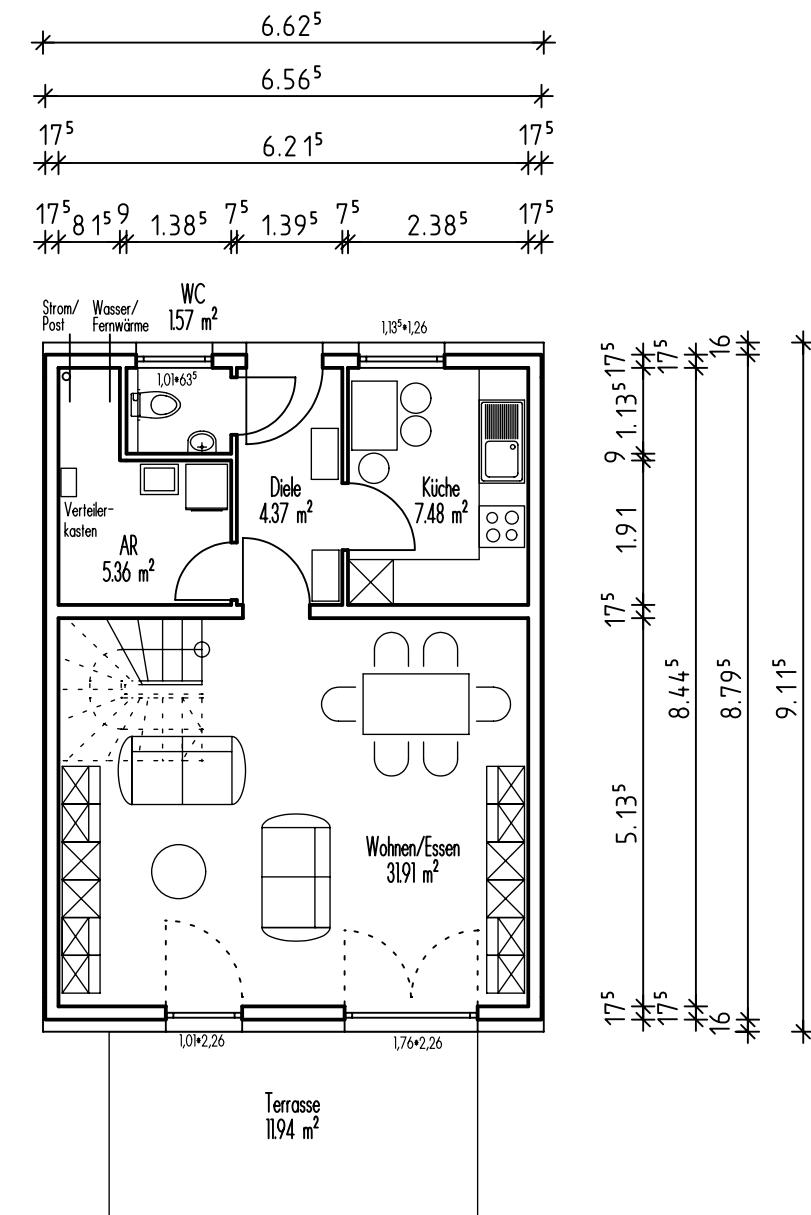 6.62⁵
6.56⁵
17⁵ 6.21⁵ 17⁵
17⁵ 81⁵ 9 1.38⁵ 7⁵ 1.39⁵ 7⁵ 2.38⁵ 17⁵
Strom/
Post
Wasser/
Fernwärme
WC
1.57 m²
1,13⁵*1,26
1,01*63⁵
Diele
4.37 m²
Küche
7.48 m²
Verteiler-
kasten
AR
5.36 m²
Wohnen/Essen
31.91 m²
1,01*2,26
1,76*2,26
Terrasse
11.94 m²
17⁵ 1.13⁵ 9 1.91 17⁵ 5.13⁵ 17⁵
17⁵ 8.44⁵ 17⁵
16 8.79⁵ 16
9.11⁵